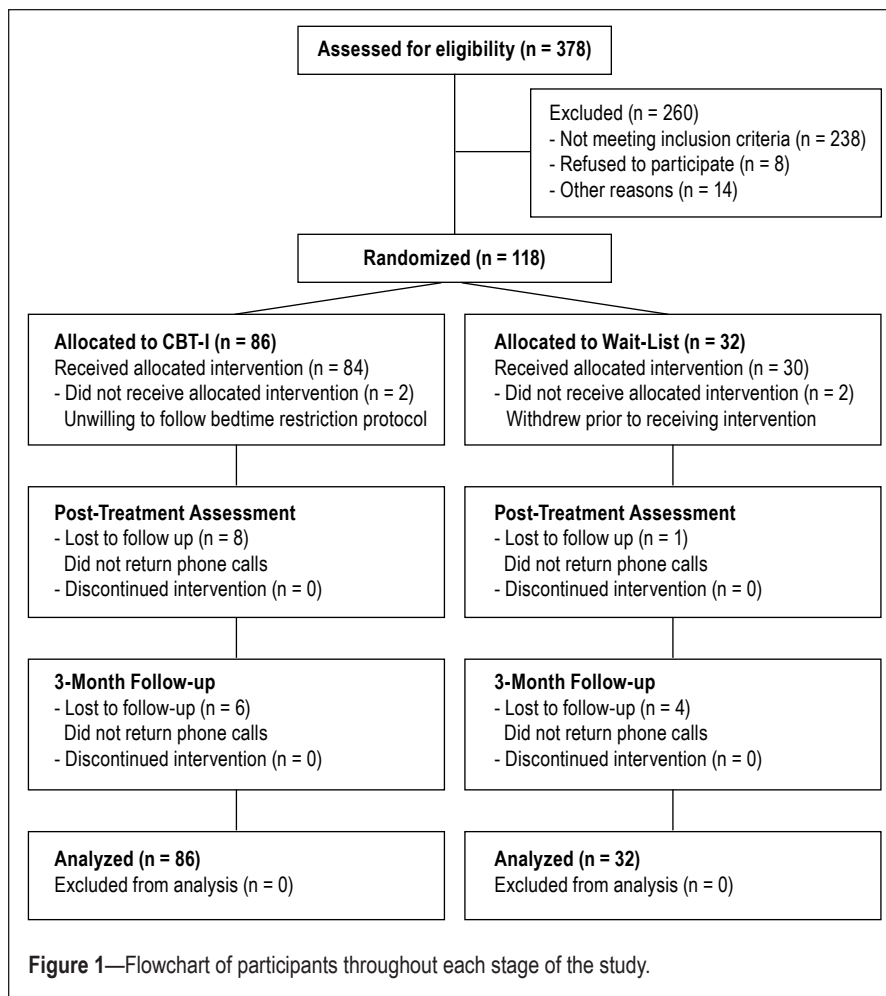 Assessed for eligibility (n = 378)
Excluded (n = 260)
- Not meeting inclusion criteria (n = 238)
- Refused to participate (n = 8)
- Other reasons (n = 14)
Randomized (n = 118)
Allocated to CBT-I (n = 86)
Received allocated intervention (n = 84)
- Did not receive allocated intervention (n = 2)
Unwilling to follow bedtime restriction protocol
Allocated to Wait-List (n = 32)
Received allocated intervention (n = 30)
- Did not receive allocated intervention (n = 2)
Withdrew prior to receiving intervention
Post-Treatment Assessment
- Lost to follow up (n = 8)
Did not return phone calls
- Discontinued intervention (n = 0)
Post-Treatment Assessment
- Lost to follow up (n = 1)
Did not return phone calls
- Discontinued intervention (n = 0)
3-Month Follow-up
- Lost to follow-up (n = 6)
Did not return phone calls
- Discontinued intervention (n = 0)
3-Month Follow-up
- Lost to follow-up (n = 4)
Did not return phone calls
- Discontinued intervention (n = 0)
Analyzed (n = 86)
Excluded from analysis (n = 0)
Analyzed (n = 32)
Excluded from analysis (n = 0)
Figure 1—Flowchart of participants throughout each stage of the study.